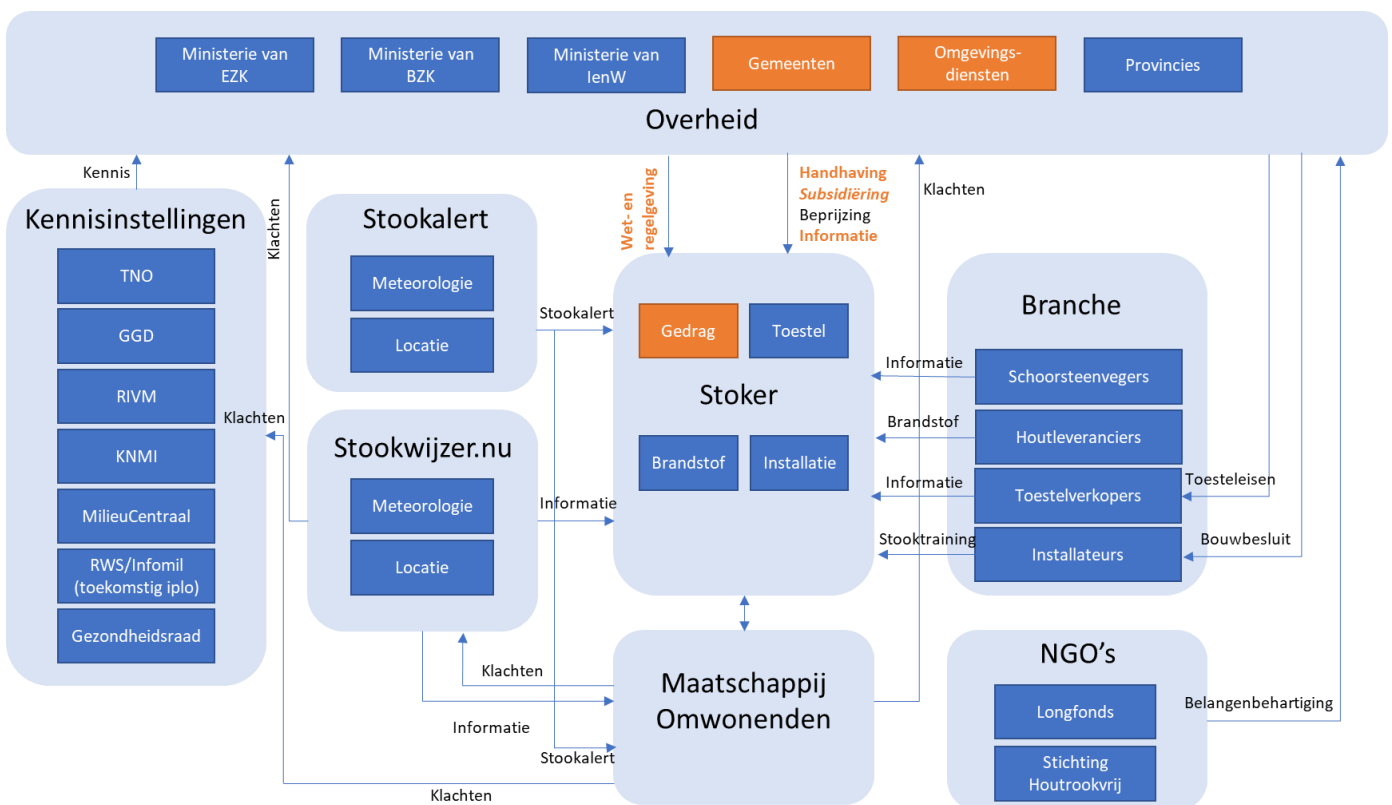 Ministerie van
EZK
Ministerie van
BZK
Ministerie van
IenW
Gemeenten
Omgevings-
diensten
Provincies
Overheid
Kennis
Klachten
Wet- en
regelgeving
Handhaving
Subsidiëring
Beprijzing
Informatie
Klachten
Kennisinstellingen
TNO
GGD
RIVM
KNMI
MilieuCentraal
RWS/Infomil
(toekomstig iplo)
Gezondheidsraad
Klachten
Stookalert
Meteorologie
Locatie
Stookalert
Stookwijzer.nu
Meteorologie
Locatie
Informatie
Gedrag
Toestel
Stoker
Brandstof
Installatie
Informatie
Brandstof
Informatie
Stooktraining
Branche
Schoorsteenvegers
Houtleveranciers
Toestelverkopers
Installateurs
Toesteleisen
Bouwbesluit
Klachten
Informatie
Stookalert
Klachten
Maatschappij
Omwonenden
NGO’s
Longfonds
Stichting
Houtrookvrij
Belangenbehartiging